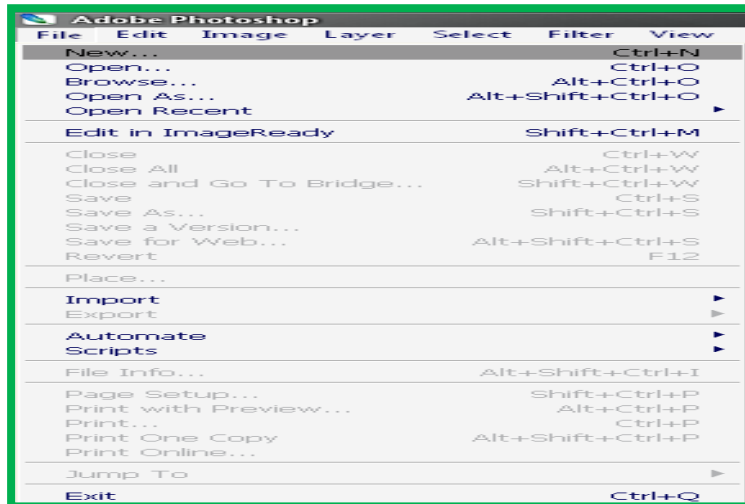 Adobe Photoshop
File Edit Image Layer Select Filter View
New... Ctrl+N
Open... Ctrl+O
Browse... Alt+Ctrl+O
Open As... Alt+Shift+Ctrl+O
Open Recent
Edit in ImageReady Shift+Ctrl+M
Close Ctrl+W
Close All Alt+Ctrl+W
Close and Go To Bridge... Shift+Ctrl+W
Save Ctrl+S
Save As... Shift+Ctrl+S
Save a Version...
Save for Web... Alt+Shift+Ctrl+S
Revert F12
Place...
Import
Export
Automate
Scripts
File Info... Alt+Shift+Ctrl+I
Page Setup... Shift+Ctrl+P
Print with Preview... Alt+Ctrl+P
Print... Ctrl+P
Print One Copy Alt+Shift+Ctrl+P
Print Online...
Jump To
Exit Ctrl+Q